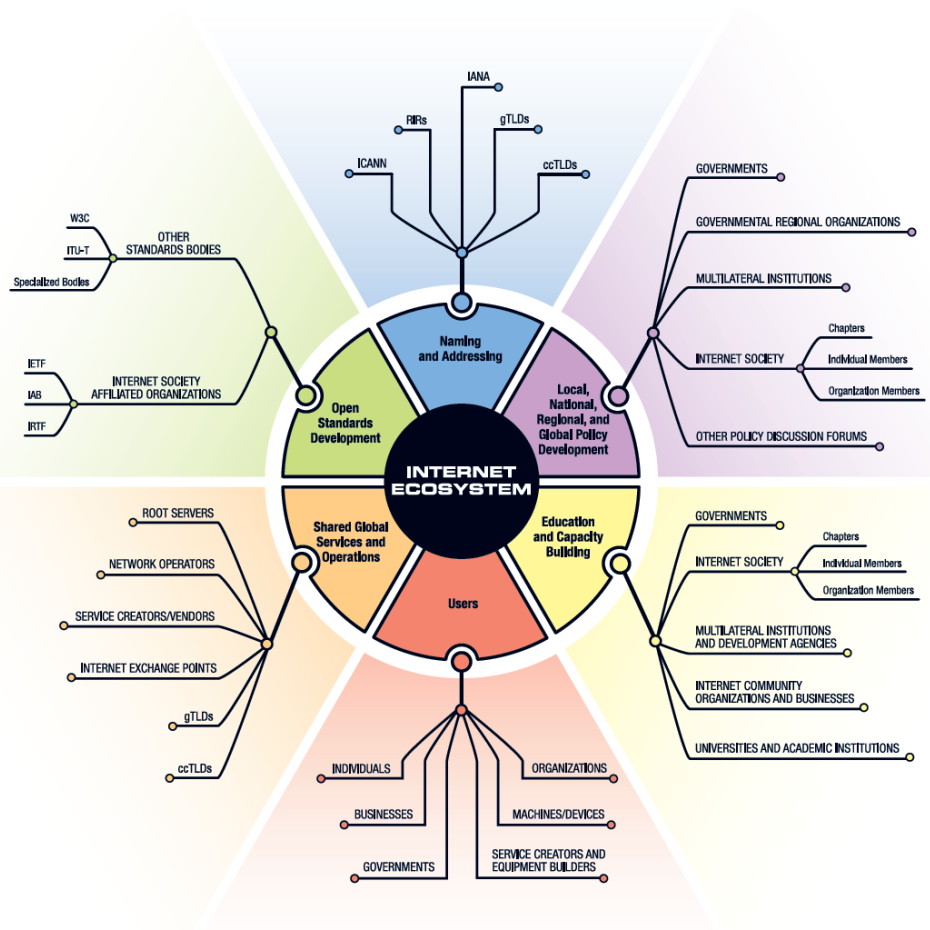 IANA
RIRs
gTLDs
ICANN
ccTLDs
Naming
and Addressing
GOVERNMENTS
GOVERNMENTAL REGIONAL ORGANIZATIONS
MULTILATERAL INSTITUTIONS
INTERNET SOCIETY
Chapters
Individual Members
Organization Members
OTHER POLICY DISCUSSION FORUMS
Local,
National,
Regional, and
Global Policy
Development
W3C
ITU-T
Specialized Bodies
OTHER
STANDARDS BODIES
IETF
IAB
IRTF
INTERNET SOCIETY
AFFILIATED ORGANIZATIONS
Open
Standards
Development
INTERNET
ECOSYSTEM
Shared Global
Services and
Operations
ROOT SERVERS
NETWORK OPERATORS
SERVICE CREATORS/VENDORS
INTERNET EXCHANGE POINTS
gTLDs
ccTLDs
Education
and Capacity
Building
GOVERNMENTS
INTERNET SOCIETY
Chapters
Individual Members
Organization Members
MULTILATERAL INSTITUTIONS
AND DEVELOPMENT AGENCIES
INTERNET COMMUNITY
ORGANIZATIONS AND BUSINESSES
UNIVERSITIES AND ACADEMIC INSTITUTIONS
Users
INDIVIDUALS
BUSINESSES
GOVERNMENTS
ORGANIZATIONS
MACHINES/DEVICES
SERVICE CREATORS AND
EQUIPMENT BUILDERS